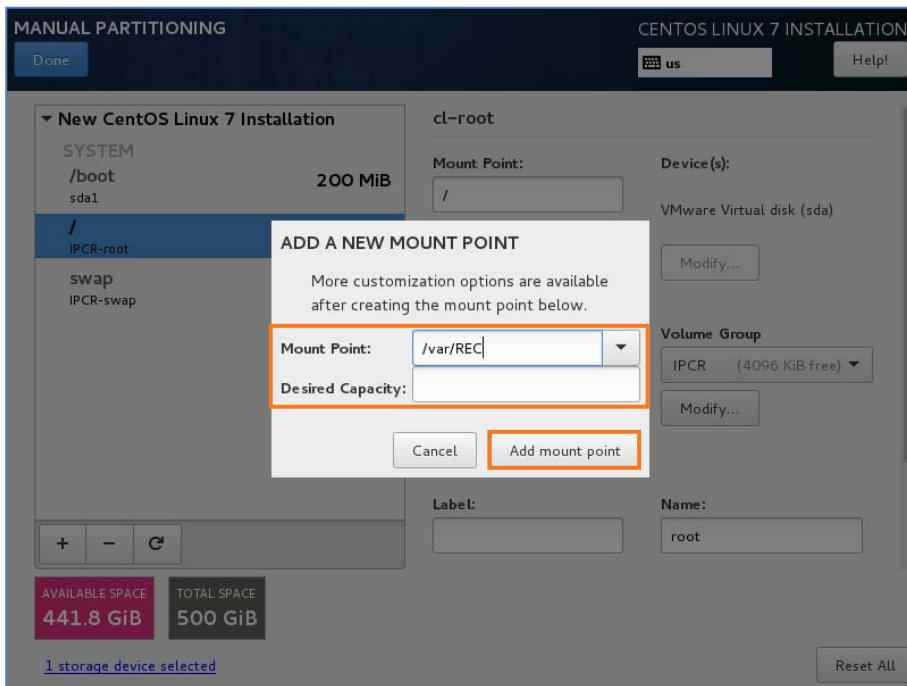 MANUAL PARTITIONING
CENTOS LINUX 7 INSTALLATION
Done
us
Help!
New CentOS Linux 7 Installation
SYSTEM
/boot
200 MiB
sda1
/
IPCR-root
swap
IPCR-swap
cl-root
Mount Point:
/
Device(s):
VMware Virtual disk (sda)
Modify...
ADD A NEW MOUNT POINT
More customization options are available
after creating the mount point below.
Mount Point: /var/REC
Desired Capacity:
Cancel
Add mount point
Volume Group
IPCR (4096 KiB free)
Modify...
Label:
Name:
root
+ −
AVAILABLE SPACE
441.8 GiB
TOTAL SPACE
500 GiB
1 storage device selected
Reset All